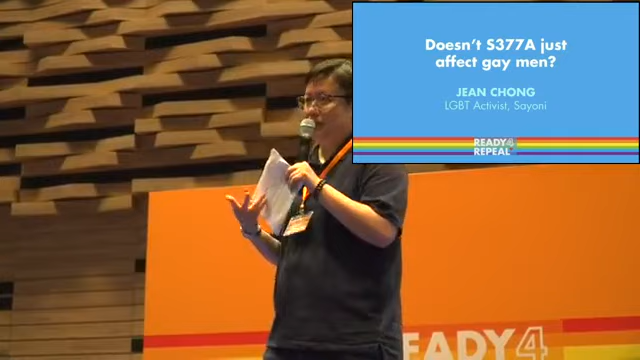 Doesn't S377A just
affect gay men?
JEAN CHONG
LGBT Activist, Sayoni
READY4
REPEAL
READY4